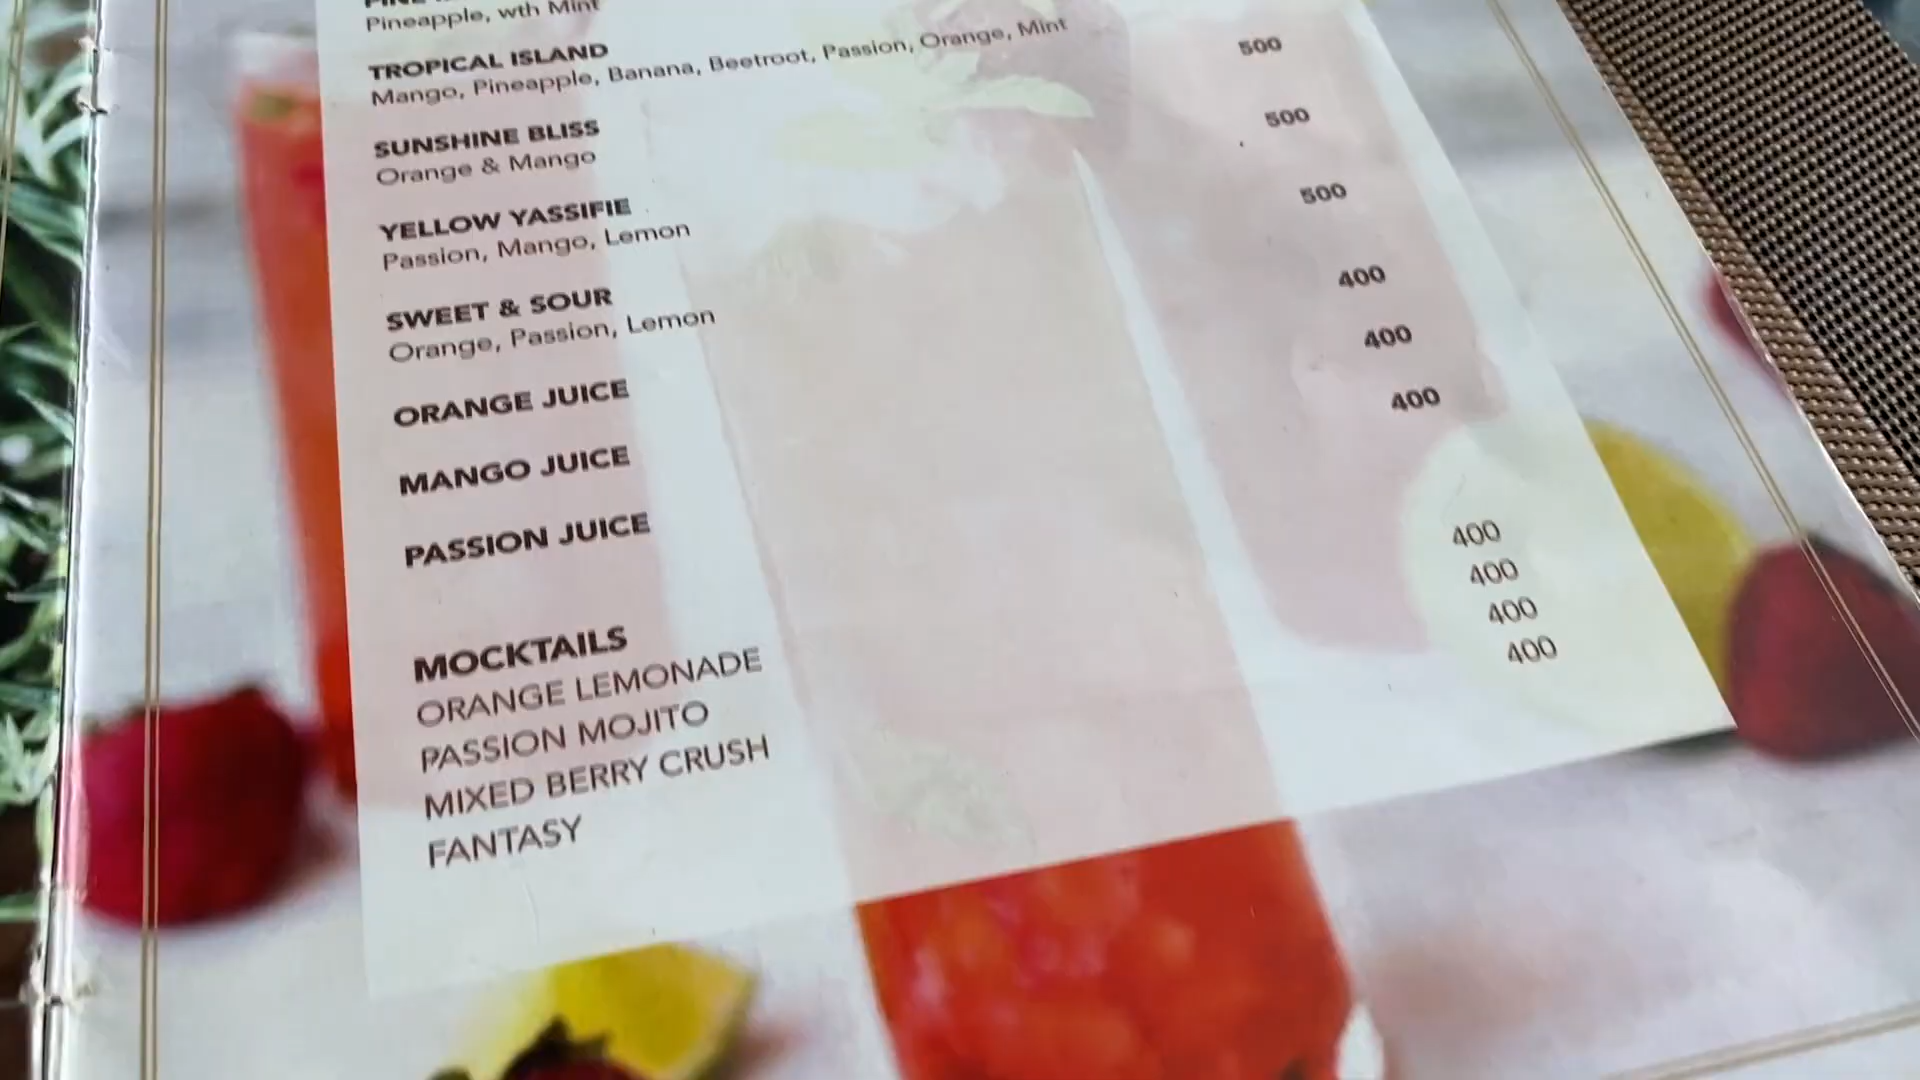 Pineapple, wth Mint
TROPICAL ISLAND
Mango, Pineapple, Banana, Beetroot, Passion, Orange, Mint
SUNSHINE BLISS 500
Orange & Mango
YELLOW YASSIFIE 500
Passion, Mango, Lemon
SWEET & SOUR 500
Orange, Passion, Lemon
ORANGE JUICE 400
MANGO JUICE 400
PASSION JUICE 400
MOCKTAILS
ORANGE LEMONADE 400
PASSION MOJITO 400
MIXED BERRY CRUSH 400
FANTASY 400